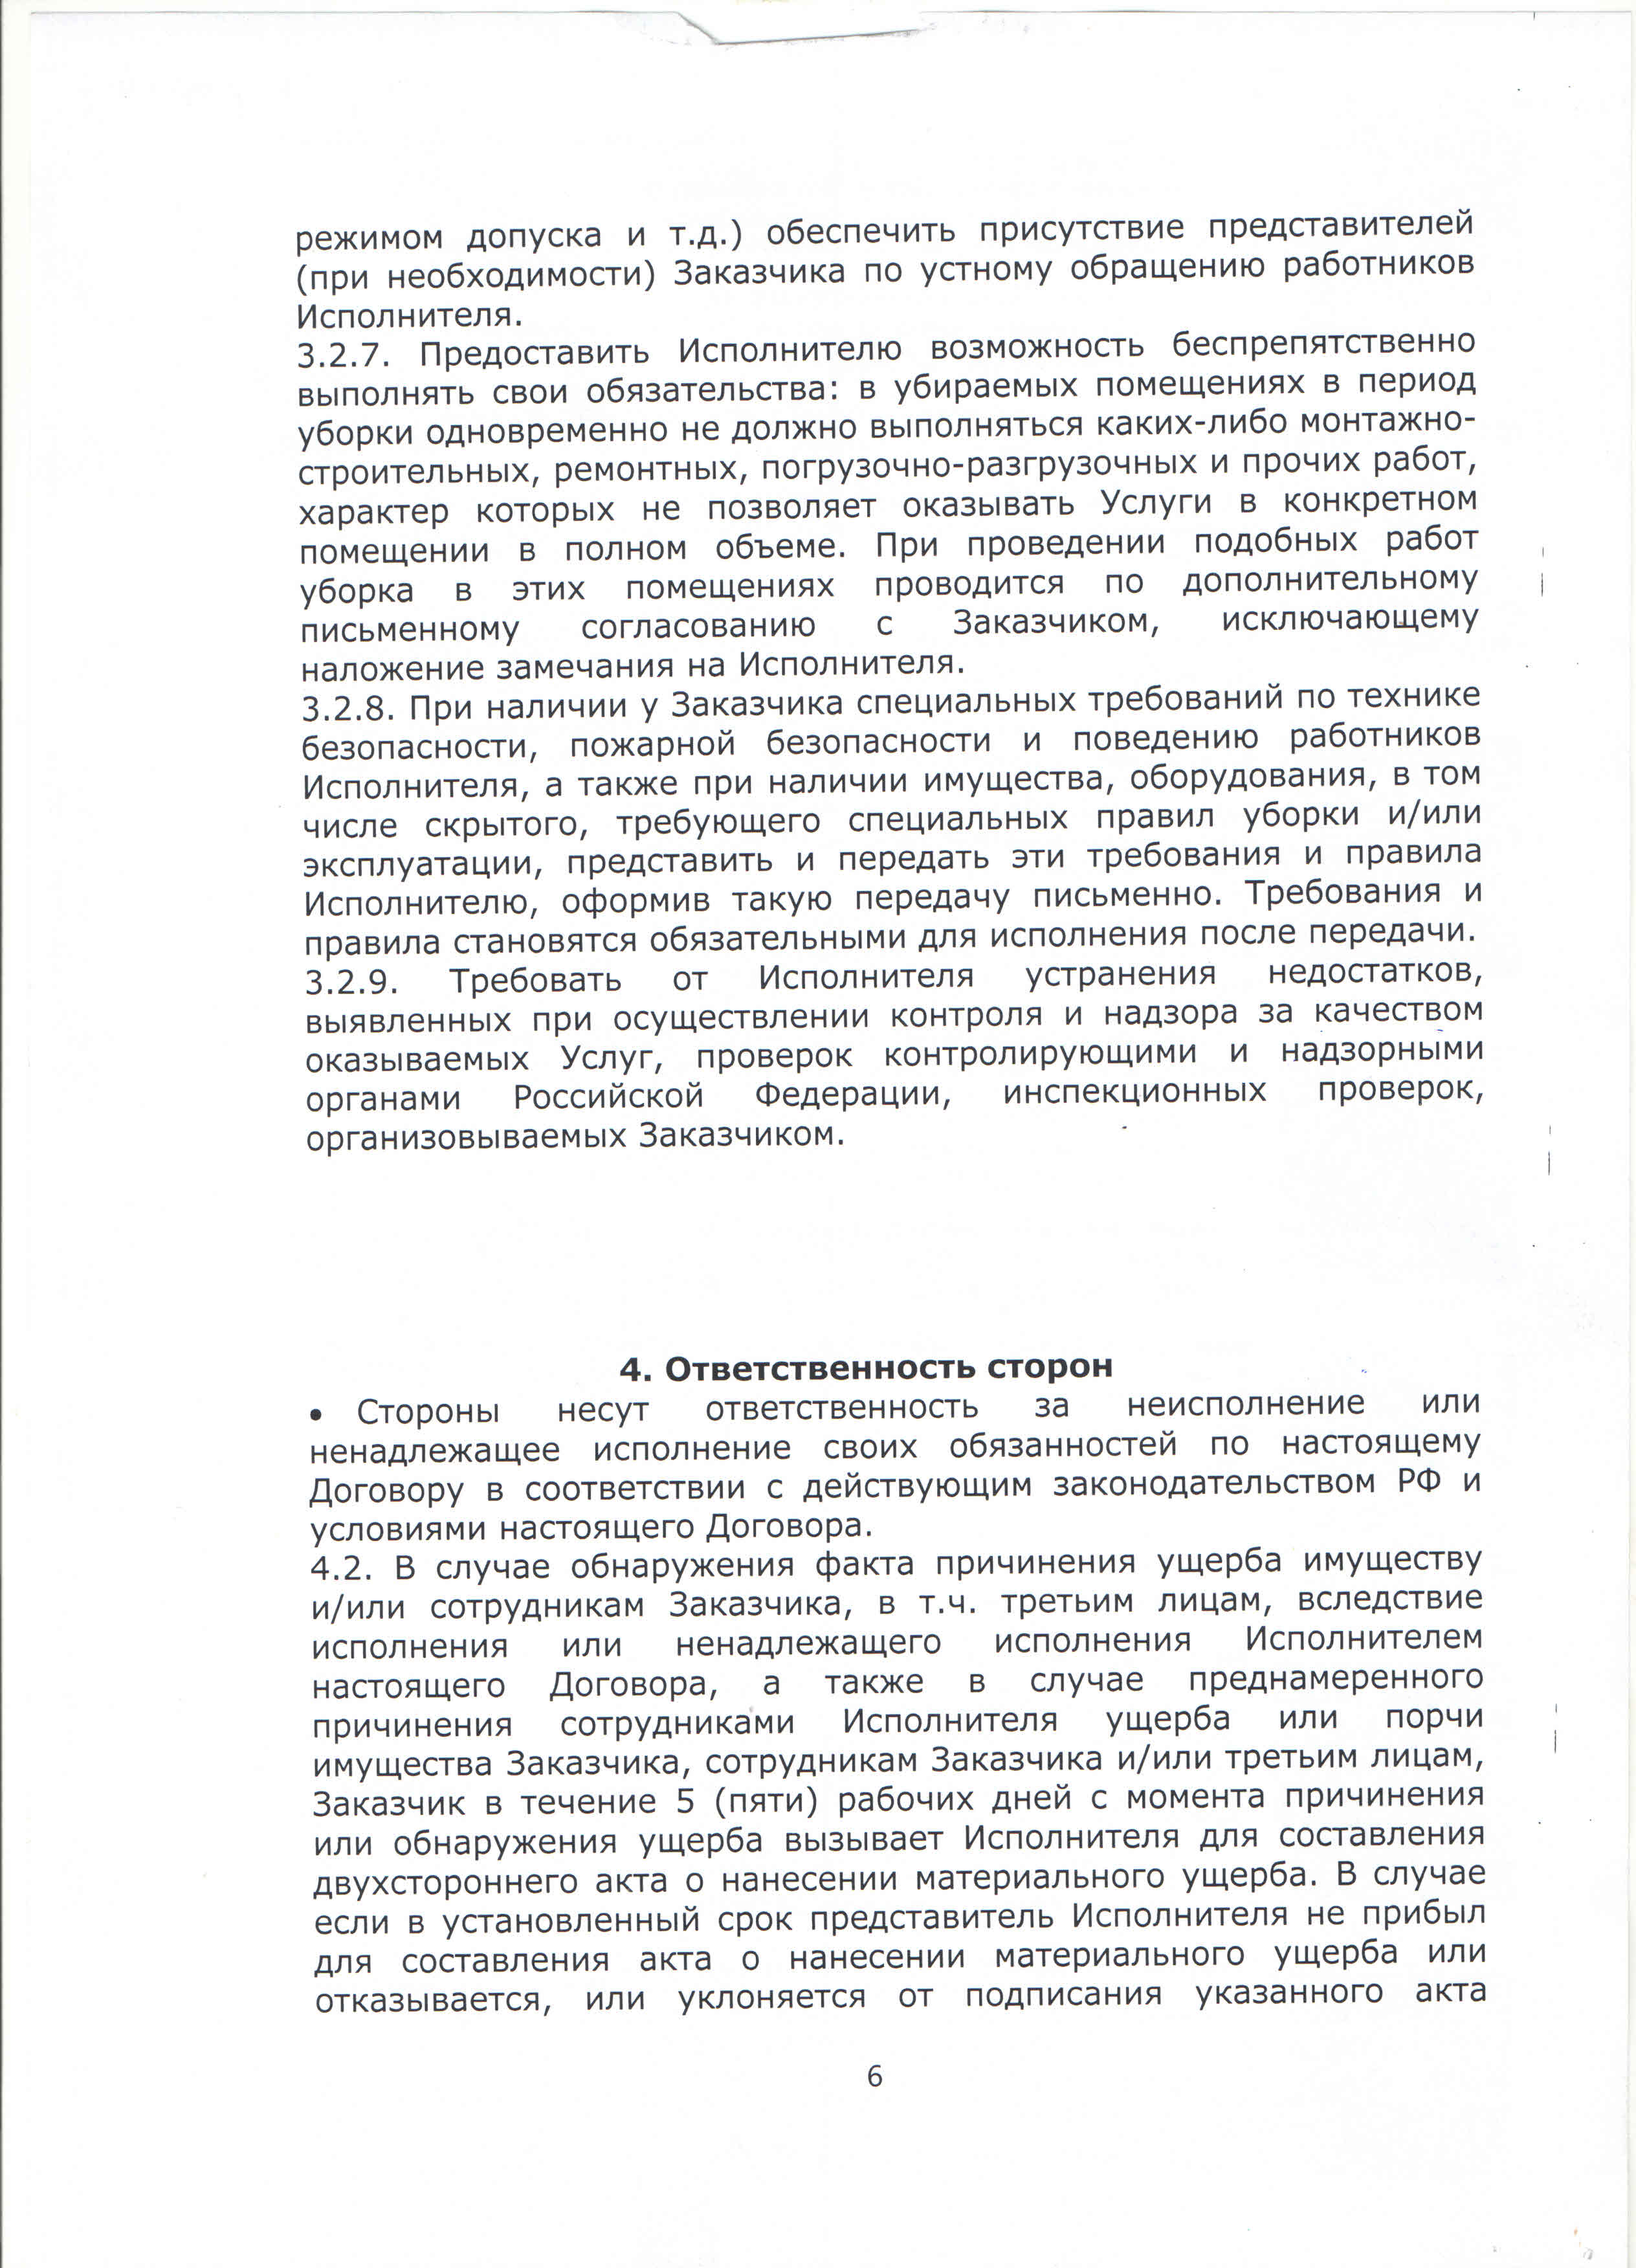 режимом допуска и т.д.) обеспечить присутствие представителей
(при необходимости) Заказчика по устному обращению работников
Исполнителя.
3.2.7. Предоставить Исполнителю возможность беспрепятственно
выполнять свои обязательства: в убираемых помещениях в период
уборки одновременно не должно выполняться каких-либо монтажно-
строительных, ремонтных, погрузочно-разгрузочных и прочих работ,
характер которых не позволяет оказывать Услуги в конкретном
помещении в полном объеме. При проведении подобных работ
уборка в этих помещениях проводится по дополнительному
письменному согласованию с Заказчиком, исключающему
наложение замечания на Исполнителя.
3.2.8. При наличии у Заказчика специальных требований по технике
безопасности, пожарной безопасности и поведению работников
Исполнителя, а также при наличии имущества, оборудования, в том
числе скрытого, требующего специальных правил уборки и/или
эксплуатации, представить и передать эти требования и правила
Исполнителю, оформив такую передачу письменно. Требования и
правила становятся обязательными для исполнения после передачи.
3.2.9. Требовать от Исполнителя устранения недостатков,
выявленных при осуществлении контроля и надзора за качеством
оказываемых Услуг, проверок контролирующими и надзорными
органами Российской Федерации, инспекционных проверок,
организовываемых Заказчиком.
4. Ответственность сторон
• Стороны несут ответственность за неисполнение или
ненадлежащее исполнение своих обязанностей по настоящему
Договору в соответствии с действующим законодательством РФ и
условиями настоящего Договора.
4.2. В случае обнаружения факта причинения ущерба имуществу
и/или сотрудникам Заказчика, в т.ч. третьим лицам, вследствие
исполнения или ненадлежащего исполнения Исполнителем
настоящего Договора, а также в случае преднамеренного
причинения сотрудниками Исполнителя ущерба или порчи
имущества Заказчика, сотрудникам Заказчика и/или третьим лицам,
Заказчик в течение 5 (пяти) рабочих дней с момента причинения
или обнаружения ущерба вызывает Исполнителя для составления
двухстороннего акта о нанесении материального ущерба. В случае
если в установленный срок представитель Исполнителя не прибыл
для составления акта о нанесении материального ущерба или
отказывается, или уклоняется от подписания указанного акта
6